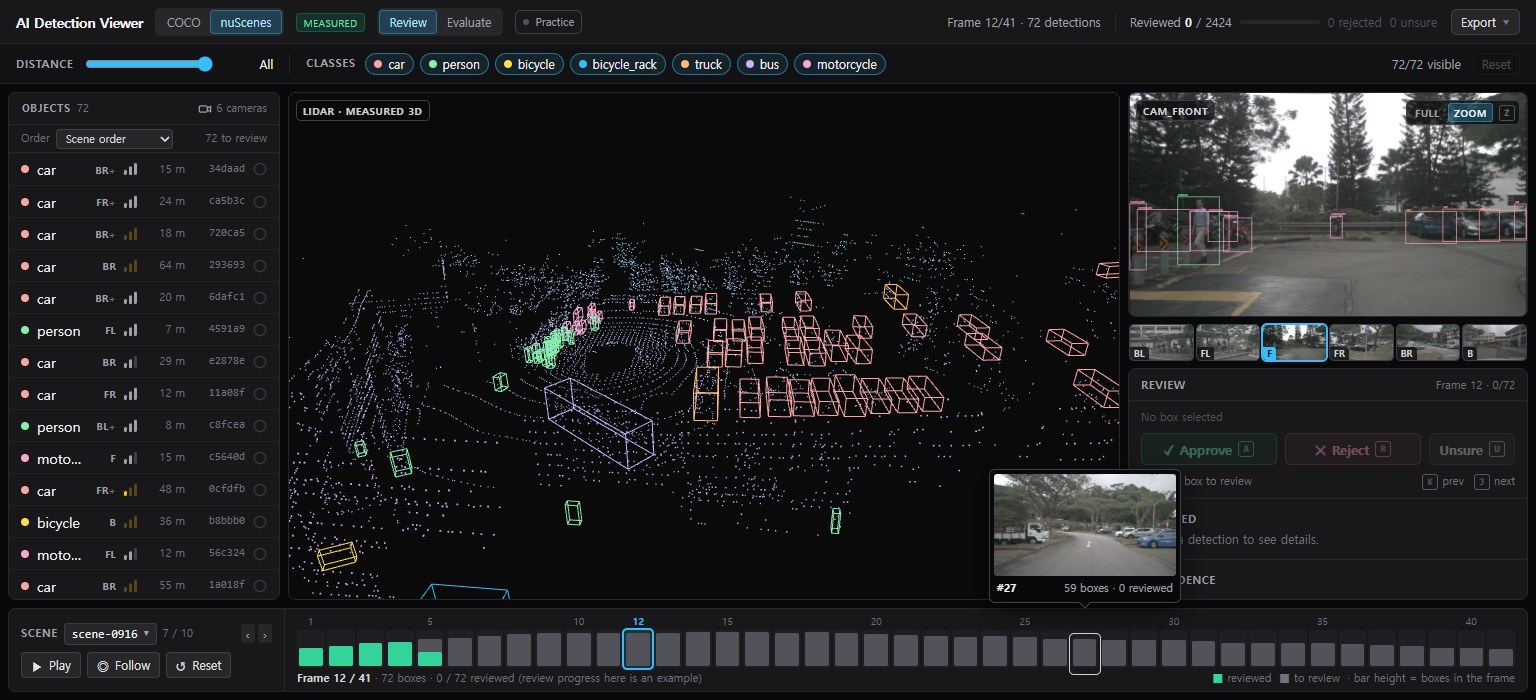 AI Detection Viewer COCO nuScenes MEASURED Review Evaluate Practice Frame 12/41 · 72 detections Reviewed 0 / 2424 0 rejected 0 unsure Export
DISTANCE All CLASSES car person bicycle bicycle_rack truck bus motorcycle 72/72 visible Reset
OBJECTS 72 6 cameras
Order Scene order 72 to review
car BR+ 15 m 34daad
car FR+ 24 m ca5b3c
car BR+ 18 m 720ca5
car BR 64 m 293693
car BR+ 20 m 6dafc1
person FL 7 m 4591a9
car BR 29 m e2878e
car FR 12 m 11a08f
person BL+ 8 m c8fcea
moto... F 15 m c5640d
car FR+ 48 m 0cfdfb
bicycle B 36 m b8bbb0
moto... FL 12 m 56c324
car BR 55 m 1a018f
LIDAR · MEASURED 3D
CAM_FRONT FULL ZOOM Z
BL FL F FR BR B
REVIEW Frame 12 · 0/72
No box selected
Approve A Reject R Unsure U
box to review K prev J next
ED
detection to see details.
DENCE
#27 59 boxes · 0 reviewed
SCENE scene-0916 7 / 10 ‹ ›
Play Follow Reset
1 5 10 12 15 20 25 30 35 40
Frame 12 / 41 · 72 boxes · 0 / 72 reviewed (review progress here is an example)
reviewed to review · bar height = boxes in the frame